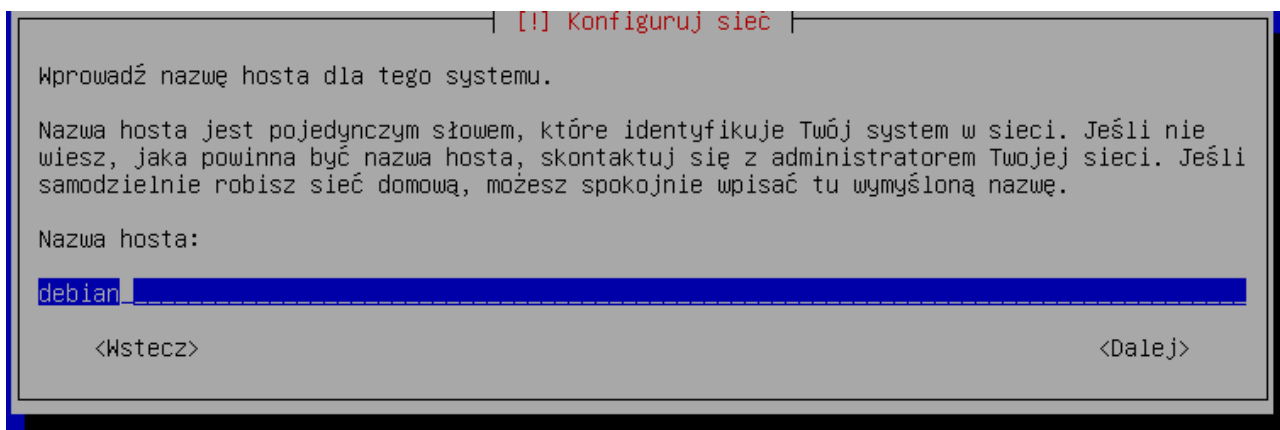 [!] Konfiguruj sieć
Wprowadź nazwę hosta dla tego systemu.
Nazwa hosta jest pojedynczym słowem, które identyfikuje Twój system w sieci. Jeśli nie
wiesz, jaka powinna być nazwa hosta, skontaktuj się z administratorem Twojej sieci. Jeśli
samodzielnie robisz sieć domową, możesz spokojnie wpisać tu wymyśloną nazwę.
Nazwa hosta:
debian
<Wstecz> <Dalej>